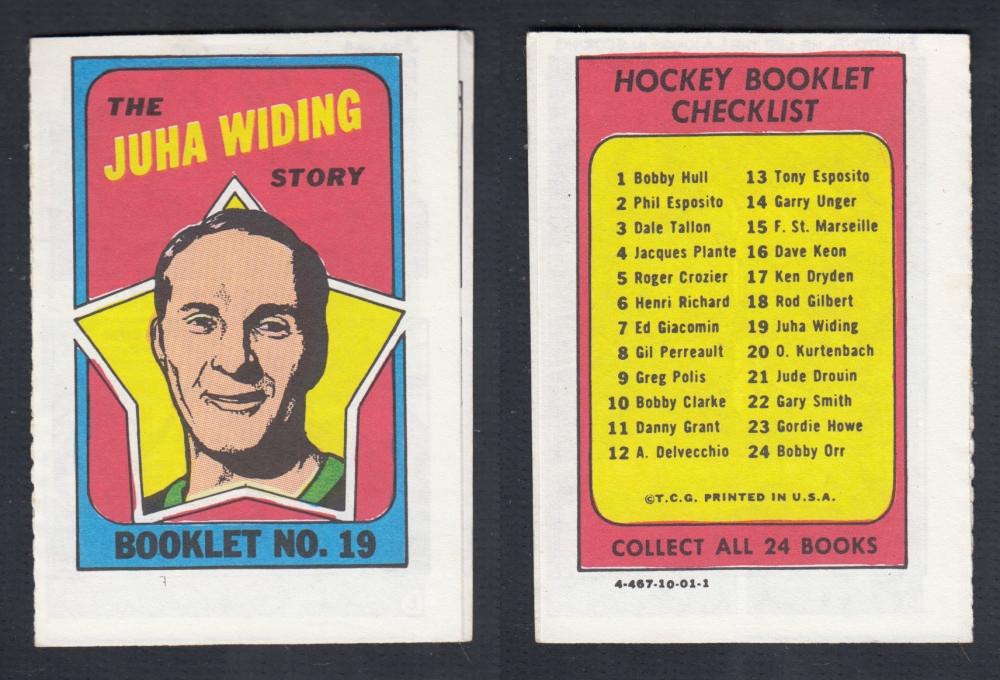 THE
JUHA WIDING
STORY
BOOKLET NO. 19
HOCKEY BOOKLET
CHECKLIST
1 Bobby Hull
2 Phil Esposito
3 Dale Tallon
4 Jacques Plante
5 Roger Crozier
6 Henri Richard
7 Ed Giacomin
8 Gil Perreault
9 Greg Polis
10 Bobby Clarke
11 Danny Grant
12 A. Delvecchio
13 Tony Esposito
14 Garry Unger
15 F. St. Marseille
16 Dave Keon
17 Ken Dryden
18 Rod Gilbert
19 Juha Widing
20 O. Kurtenbach
21 Jude Drouin
22 Gary Smith
23 Gordie Howe
24 Bobby Orr
©T.C.G. PRINTED IN U.S.A.
COLLECT ALL 24 BOOKS
4-467-10-01-1